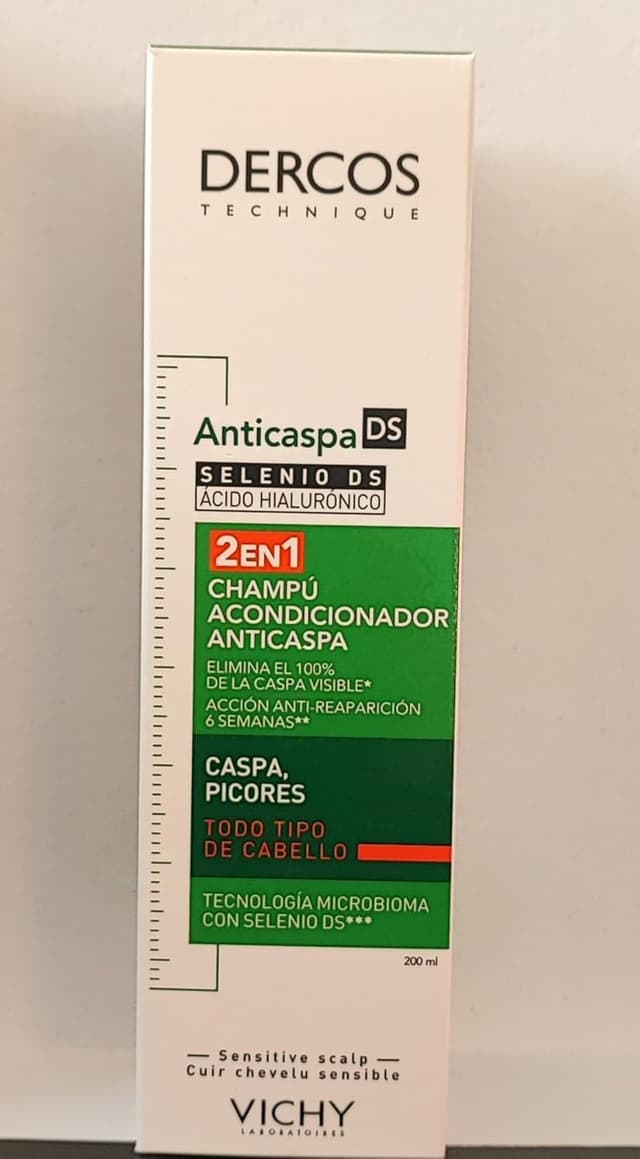 DERCOS
TECHNIQUE
Anticaspa DS
SELENIO DS
ÁCIDO HIALURÓNICO
2EN1
CHAMPÚ
ACONDICIONADOR
ANTICASPA
ELIMINA EL 100%
DE LA CASPA VISIBLE*
ACCIÓN ANTI-REAPARICIÓN
6 SEMANAS**
CASPA,
PICORES
TODO TIPO
DE CABELLO
TECNOLOGÍA MICROBIOMA
CON SELENIO DS***
200 ml
— Sensitive scalp —
Cuir chevelu sensible
VICHY
LABORATOIRES